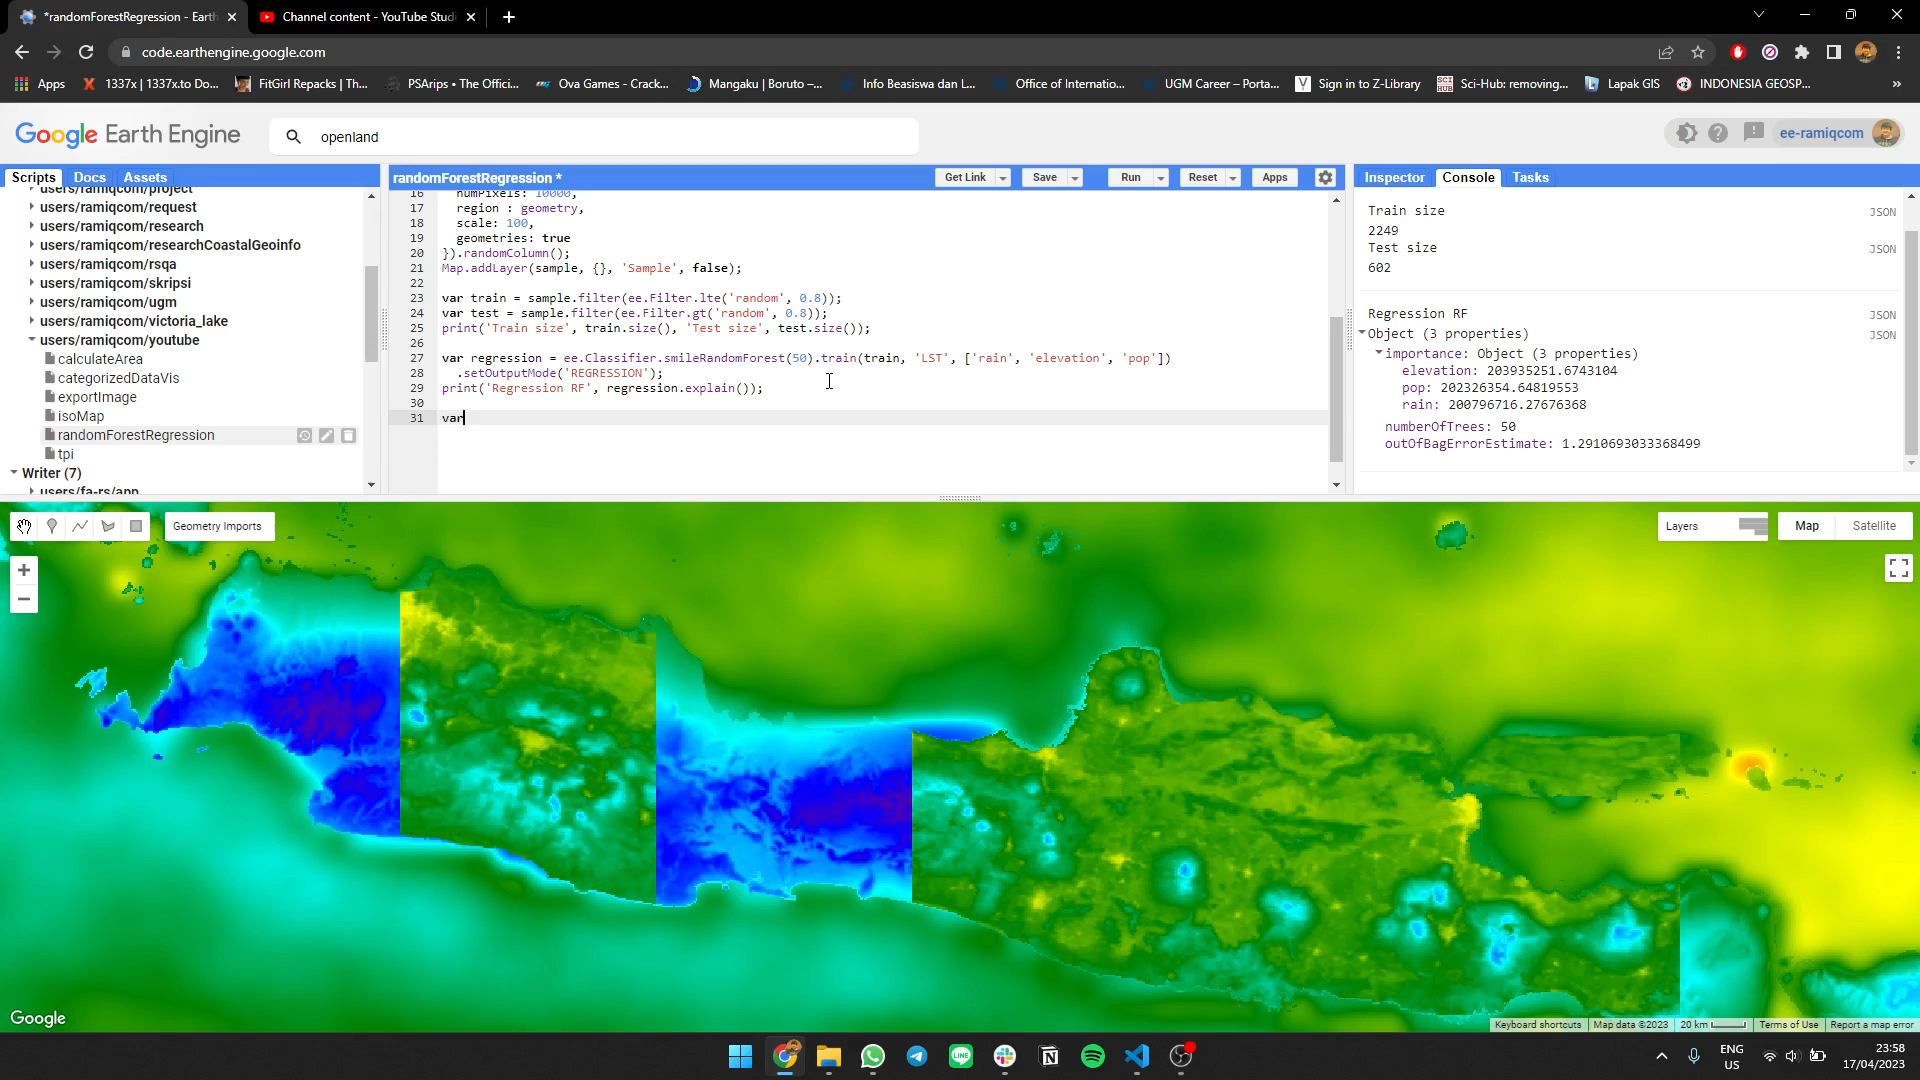 *randomForestRegression - Earth
Channel content - YouTube Studi
code.earthengine.google.com
Apps
1337x | 1337x.to Do...
FitGirl Repacks | Th...
PSArips • The Offici...
Ova Games - Crack...
Mangaku | Boruto –...
Info Beasiswa dan L...
Office of Internatio...
UGM Career – Porta...
Sign in to Z-Library
Sci-Hub: removing...
Lapak GIS
INDONESIA GEOSP...
Google Earth Engine
openland
ee-ramiqcom
Scripts
Docs
Assets
users/ramiqcom/project
users/ramiqcom/request
users/ramiqcom/research
users/ramiqcom/researchCoastalGeoinfo
users/ramiqcom/rsqa
users/ramiqcom/skripsi
users/ramiqcom/ugm
users/ramiqcom/victoria_lake
users/ramiqcom/youtube
calculateArea
categorizedDataVis
exportImage
isoMap
randomForestRegression
tpi
Writer (7)
users/fa-rs/app
randomForestRegression *
Get Link
Save
Run
Reset
Apps
16 numPixels: 10000,
17 region : geometry,
18 scale: 100,
19 geometries: true
20 }).randomColumn();
21 Map.addLayer(sample, {}, 'Sample', false);
22
23 var train = sample.filter(ee.Filter.lte('random', 0.8));
24 var test = sample.filter(ee.Filter.gt('random', 0.8));
25 print('Train size', train.size(), 'Test size', test.size());
26
27 var regression = ee.Classifier.smileRandomForest(50).train(train, 'LST', ['rain', 'elevation', 'pop'])
28 .setOutputMode('REGRESSION');
29 print('Regression RF', regression.explain());
30
31 var
Inspector
Console
Tasks
Train size JSON
2249
Test size JSON
602
Regression RF JSON
Object (3 properties) JSON
importance: Object (3 properties)
elevation: 203935251.6743104
pop: 202326354.64819553
rain: 200796716.27676368
numberOfTrees: 50
outOfBagErrorEstimate: 1.2910693033368499
Geometry Imports
Layers
Map
Satellite
Google
Keyboard shortcuts
Map data ©2023
20 km
Terms of Use
Report a map error
ENG
US
23:58
17/04/2023